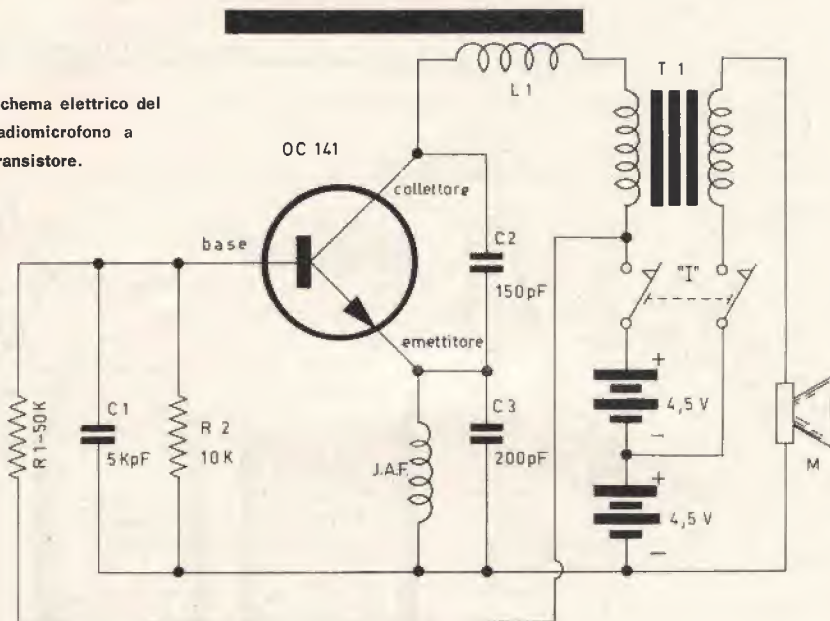 chema elettrico del
adiomicrofono a
ransistore.
OC 141
L 1
T 1
collettore
base
C2
150pF
"I"
emettitore
+
4,5 V
−
R1-50K
C 1
5KpF
R 2
10K
J.A.F.
C 3
200pF
+
4,5 V
−
M